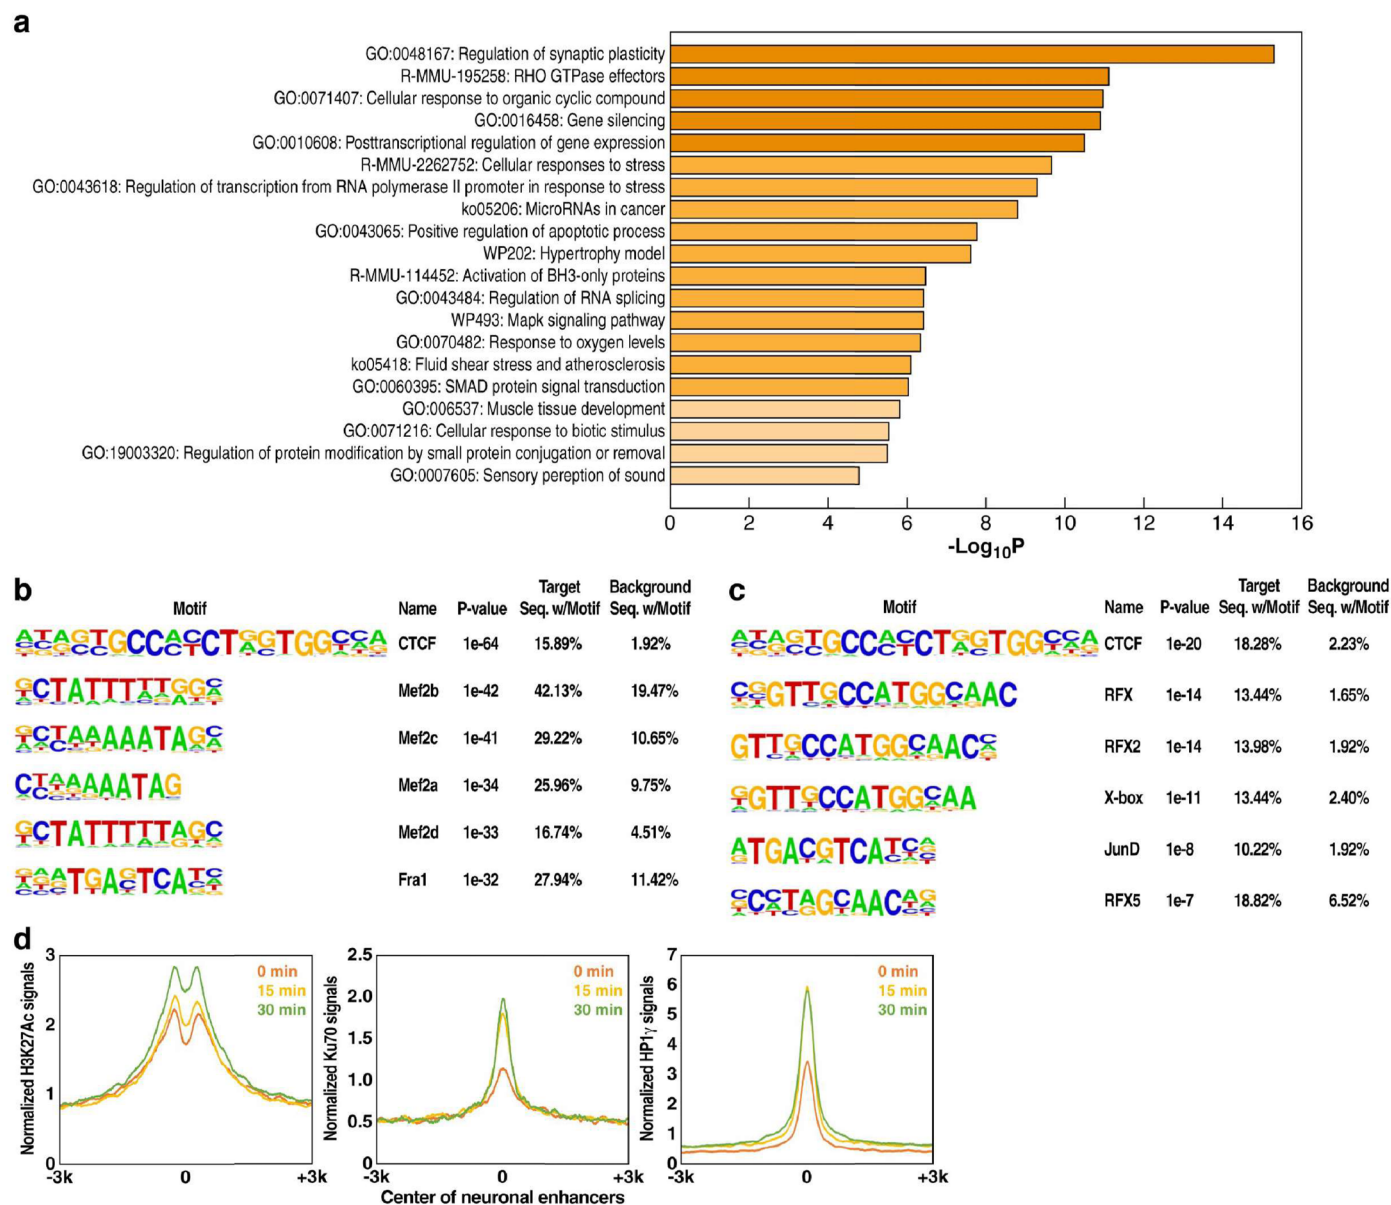 a
GO:0048167: Regulation of synaptic plasticity
R-MMU-195258: RHO GTPase effectors
GO:0071407: Cellular response to organic cyclic compound
GO:0016458: Gene silencing
GO:0010608: Posttranscriptional regulation of gene expression
R-MMU-2262752: Cellular responses to stress
GO:0043618: Regulation of transcription from RNA polymerase II promoter in response to stress
ko05206: MicroRNAs in cancer
GO:0043065: Positive regulation of apoptotic process
WP202: Hypertrophy model
R-MMU-114452: Activation of BH3-only proteins
GO:0043484: Regulation of RNA splicing
WP493: Mapk signaling pathway
GO:0070482: Response to oxygen levels
ko05418: Fluid shear stress and atherosclerosis
GO:0060395: SMAD protein signal transduction
GO:006537: Muscle tissue development
GO:0071216: Cellular response to biotic stimulus
GO:19003320: Regulation of protein modification by small protein conjugation or removal
GO:0007605: Sensory pereption of sound
0 2 4 6 8 10 12 14 16
-Log10P
b
Motif Name P-value Target Seq. w/Motif Background Seq. w/Motif
CTCF 1e-64 15.89% 1.92%
Mef2b 1e-42 42.13% 19.47%
Mef2c 1e-41 29.22% 10.65%
Mef2a 1e-34 25.96% 9.75%
Mef2d 1e-33 16.74% 4.51%
Fra1 1e-32 27.94% 11.42%
c
Motif Name P-value Target Seq. w/Motif Background Seq. w/Motif
CTCF 1e-20 18.28% 2.23%
RFX 1e-14 13.44% 1.65%
RFX2 1e-14 13.98% 1.92%
X-box 1e-11 13.44% 2.40%
JunD 1e-8 10.22% 1.92%
RFX5 1e-7 18.82% 6.52%
d
Normalized H3K27Ac signals
3
2
1
0
-3k 0 +3k
0 min
15 min
30 min
Normalized Ku70 signals
2.5
2.0
1.5
1.0
0.5
0
-3k 0 +3k
0 min
15 min
30 min
Center of neuronal enhancers
Normalized HP1γ signals
7
6
5
4
3
2
1
0
-3k 0 +3k
0 min
15 min
30 min